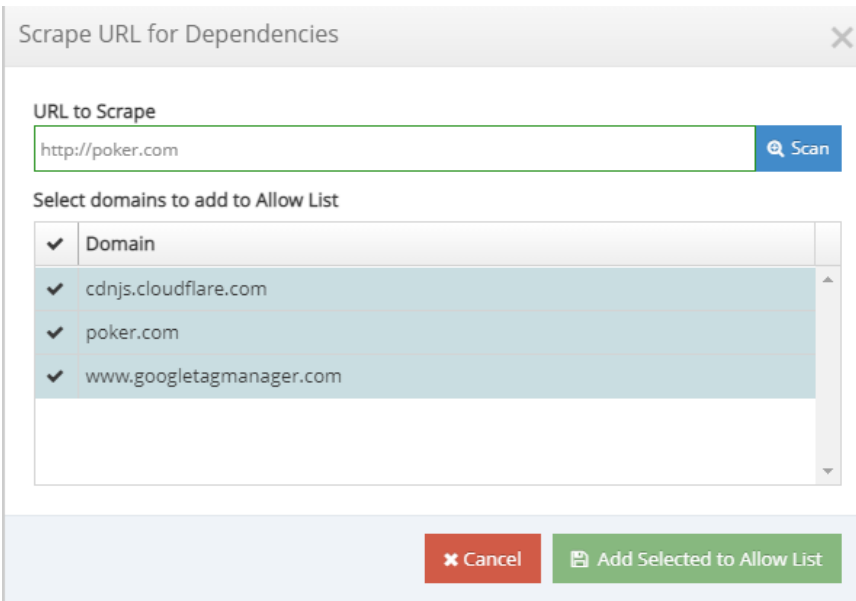 Scrape URL for Dependencies
URL to Scrape
http://poker.com
Scan
Select domains to add to Allow List
Domain
cdnjs.cloudflare.com
poker.com
www.googletagmanager.com
Cancel
Add Selected to Allow List